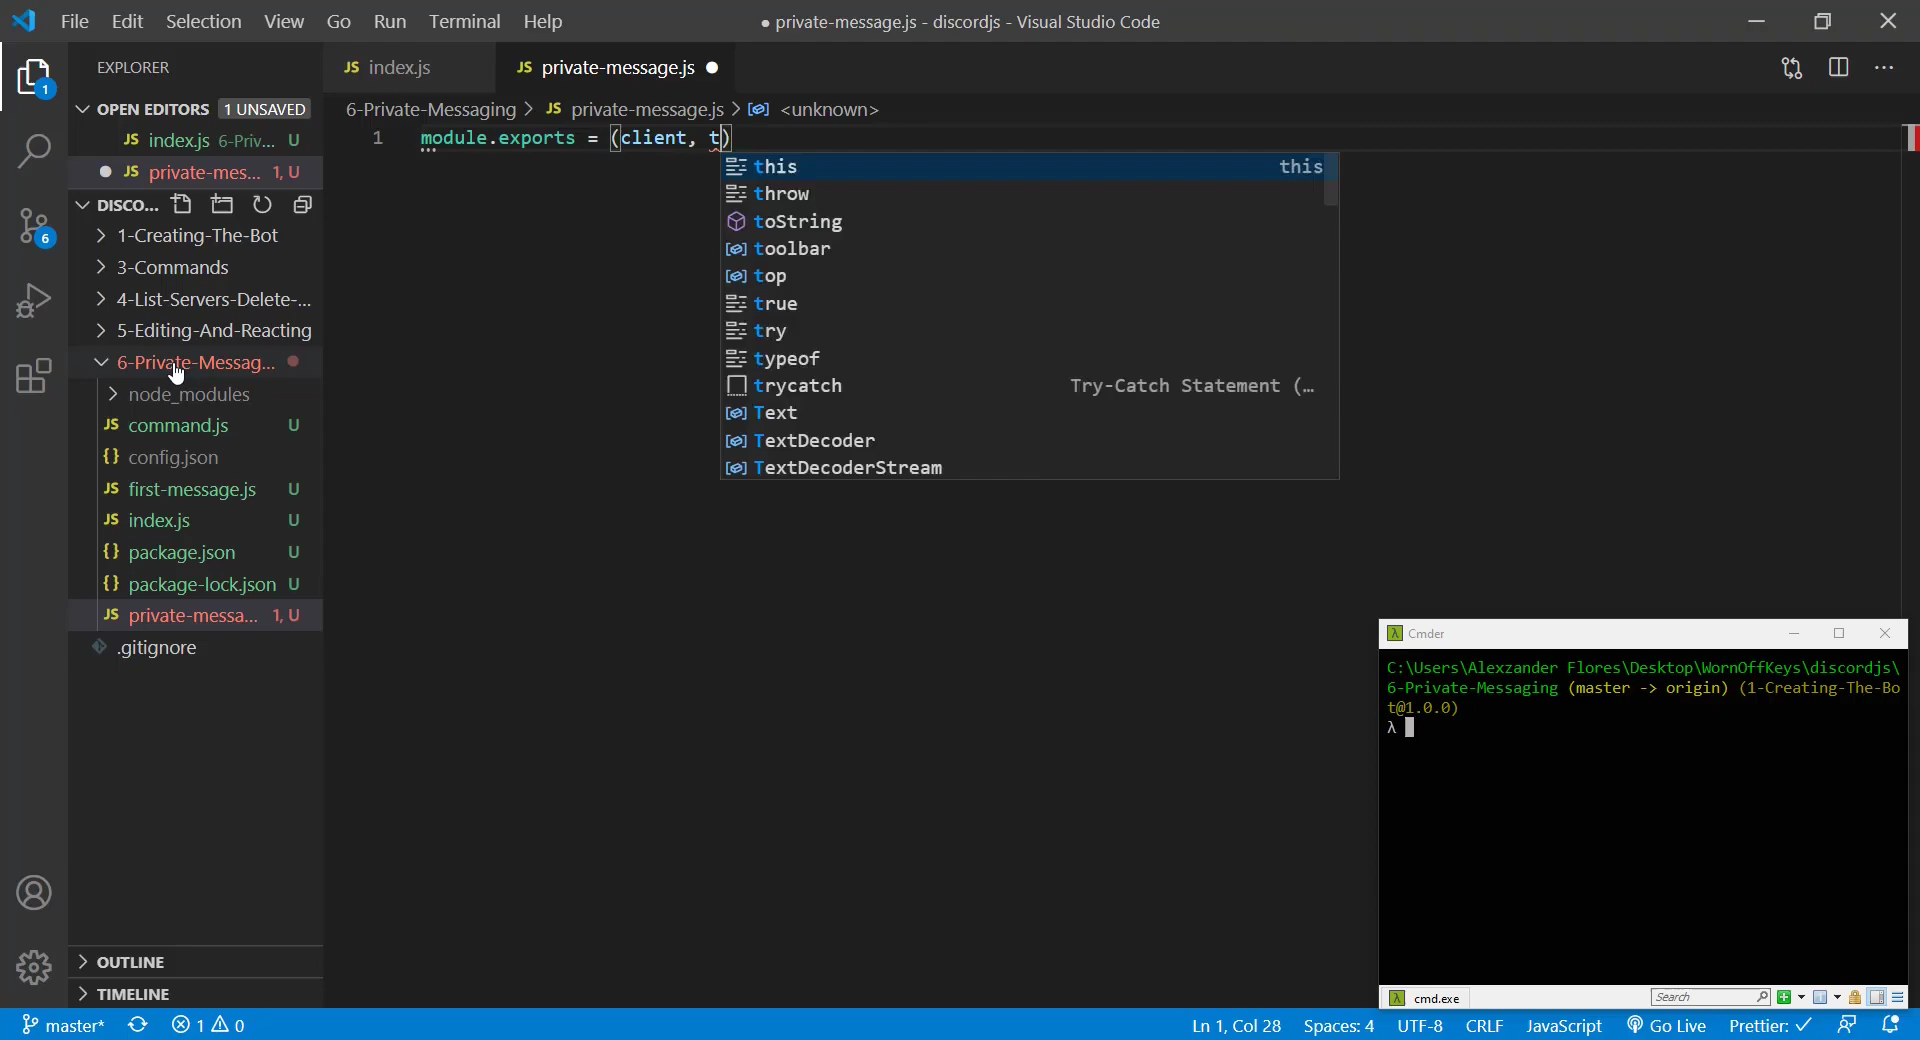 File Edit Selection View Go Run Terminal Help
● private-message.js - discordjs - Visual Studio Code
EXPLORER
JS index.js
JS private-message.js ●
OPEN EDITORS 1 UNSAVED
JS index.js 6-Priv... U
JS private-mes... 1, U
DISCO...
1-Creating-The-Bot
3-Commands
4-List-Servers-Delete-...
5-Editing-And-Reacting
6-Private-Messag...
node_modules
JS command.js U
{} config.json
JS first-message.js U
JS index.js U
{} package.json U
{} package-lock.json U
JS private-messa... 1, U
.gitignore
OUTLINE
TIMELINE
1
6
6-Private-Messaging > JS private-message.js > <unknown>
1 module.exports = (client, t)
this this
throw
toString
toolbar
top
true
try
typeof
trycatch Try-Catch Statement (...
Text
TextDecoder
TextDecoderStream
λ Cmder
C:\Users\Alexzander Flores\Desktop\WornOffKeys\discordjs\
6-Private-Messaging (master -> origin) (1-Creating-The-Bo
t@1.0.0)
λ
λ cmd.exe
Search
master* 1 0
Ln 1, Col 28 Spaces: 4 UTF-8 CRLF JavaScript Go Live Prettier: ✓